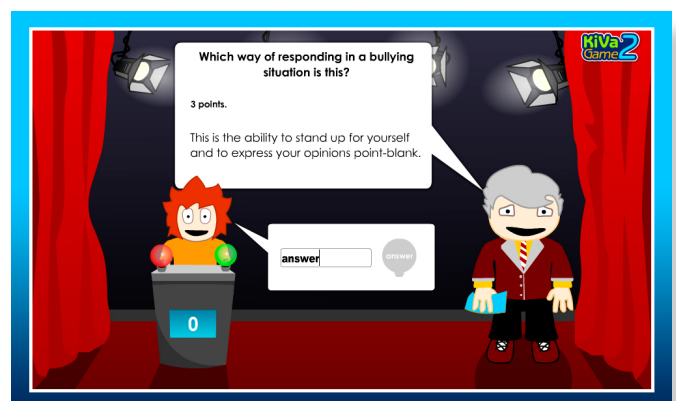 KiVa 2
Game
Which way of responding in a bullying
situation is this?
3 points.
This is the ability to stand up for yourself
and to express your opinions point-blank.
answer
answer
0